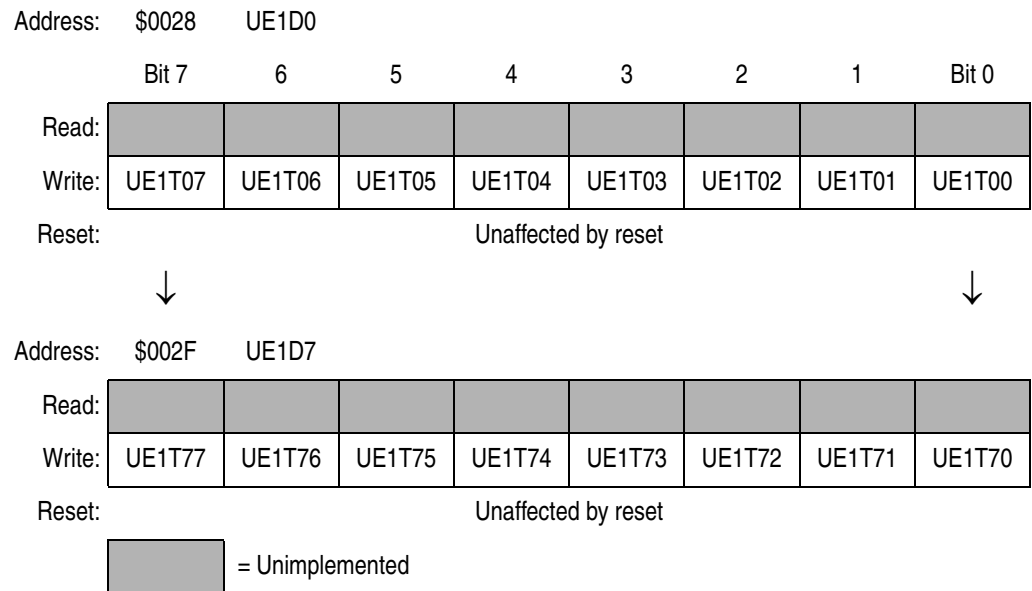 Address: $0028 UE1D0
Bit 7 6 5 4 3 2 1 Bit 0
Read:
Write: UE1T07 UE1T06 UE1T05 UE1T04 UE1T03 UE1T02 UE1T01 UE1T00
Reset: Unaffected by reset
↓ ↓
Address: $002F UE1D7
Read:
Write: UE1T77 UE1T76 UE1T75 UE1T74 UE1T73 UE1T72 UE1T71 UE1T70
Reset: Unaffected by reset
= Unimplemented